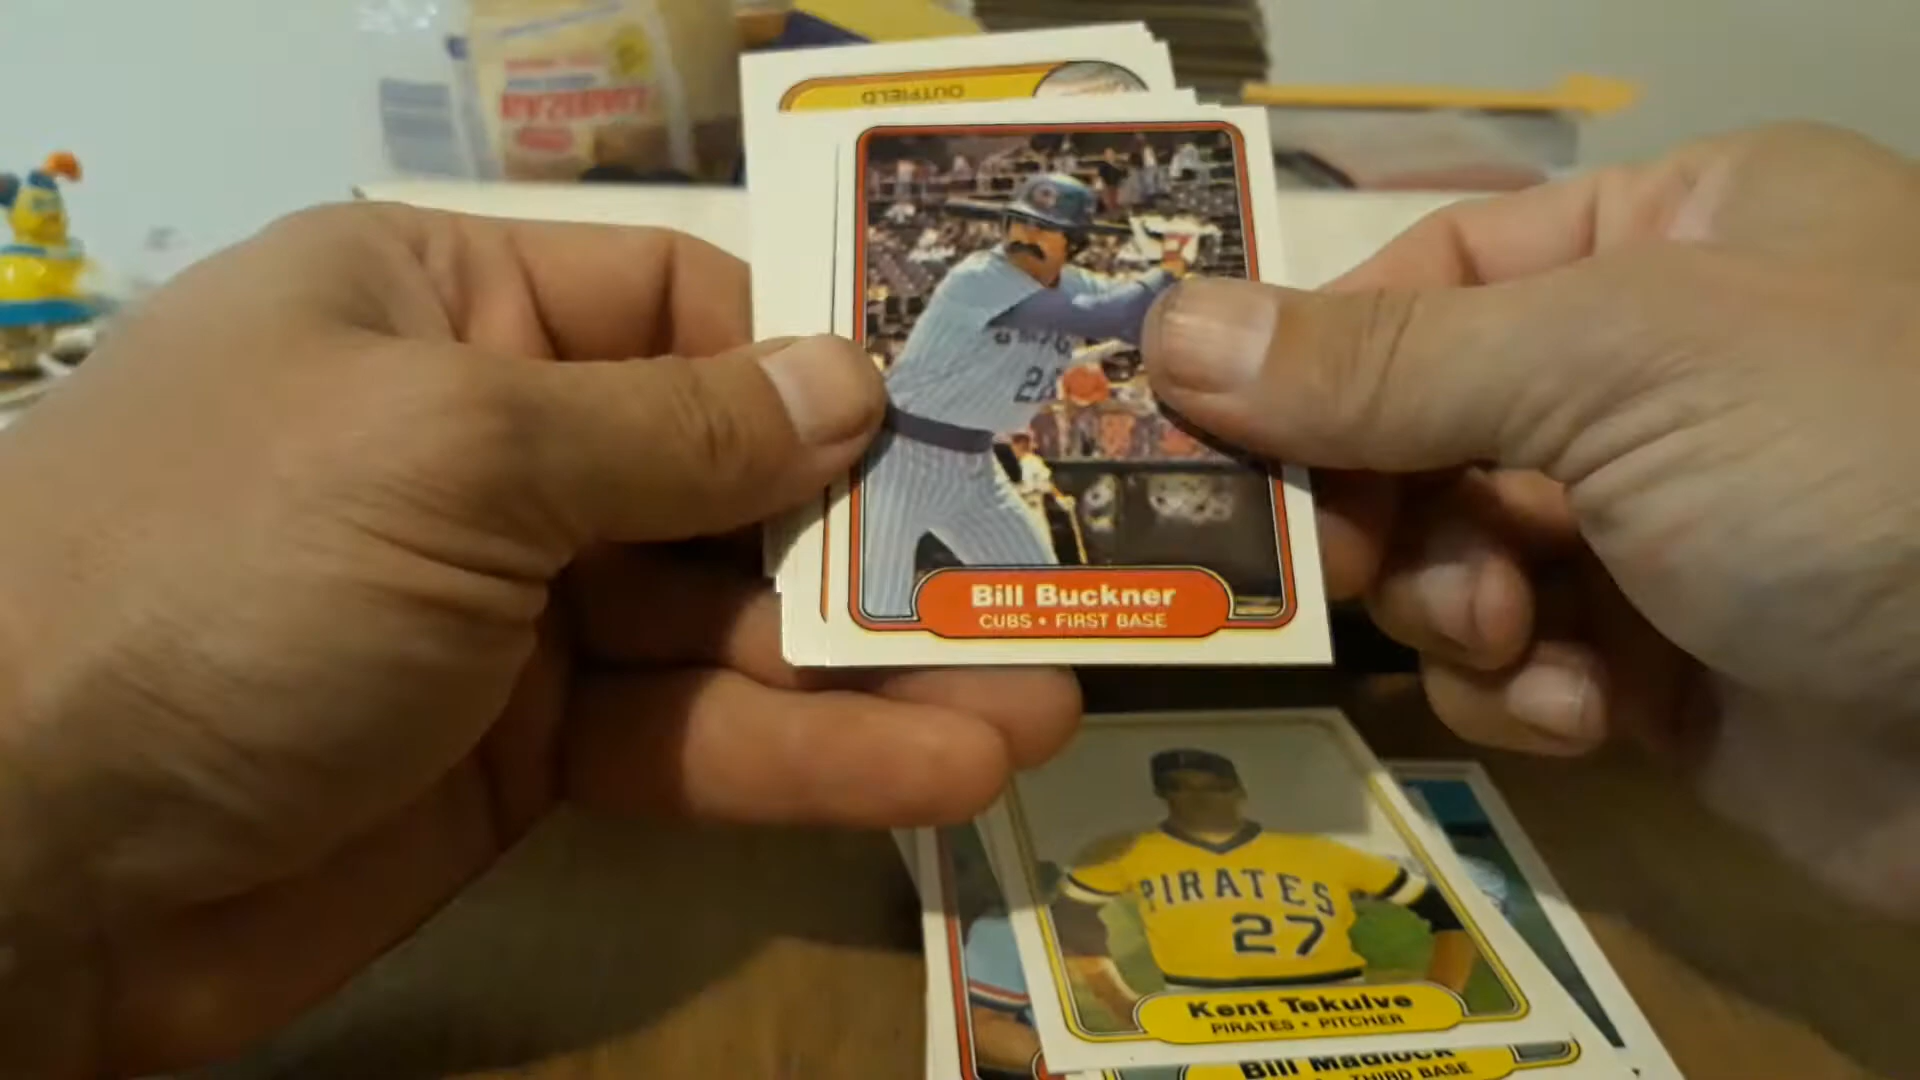 OUTFIELD
Bill Buckner
CUBS • FIRST BASE
PIRATES
27
Kent Tekulve
PIRATES • PITCHER
Bill Madlock
THIRD BASE